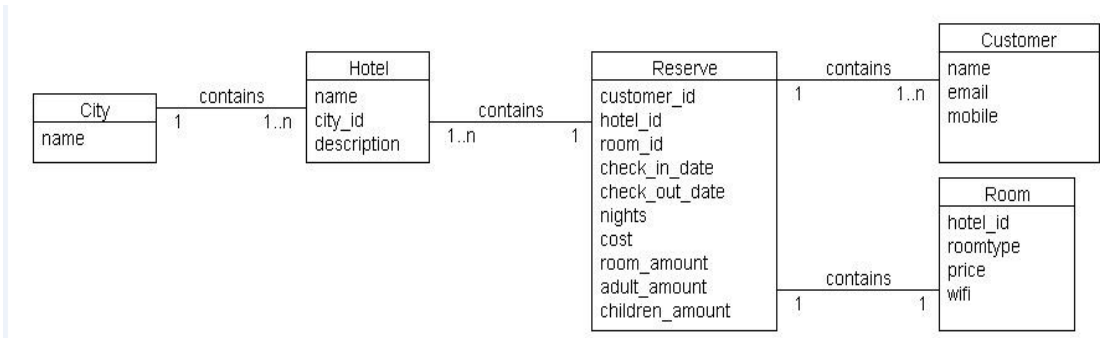 City
name
contains
1
1..n
Hotel
name
city_id
description
contains
1..n
1
Reserve
customer_id
hotel_id
room_id
check_in_date
check_out_date
nights
cost
room_amount
adult_amount
children_amount
contains
1
1..n
Customer
name
email
mobile
contains
1
1
Room
hotel_id
roomtype
price
wifi